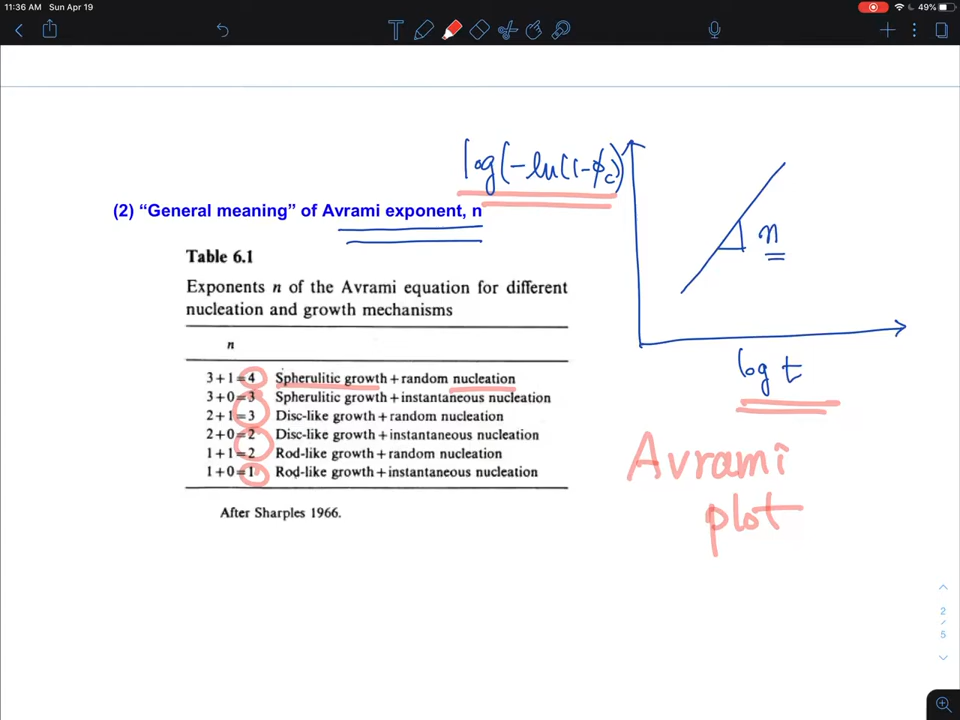 11:36 AM Sun Apr 19
49%
log(-ln(1-ϕc)
(2) “General meaning” of Avrami exponent, n
n
Table 6.1
Exponents n of the Avrami equation for different
nucleation and growth mechanisms
n
3+1=4 Spherulitic growth+random nucleation
3+0=3 Spherulitic growth+instantaneous nucleation
2+1=3 Disc-like growth+random nucleation
2+0=2 Disc-like growth+instantaneous nucleation
1+1=2 Rod-like growth+random nucleation
1+0=1 Rod-like growth+instantaneous nucleation
After Sharples 1966.
log t
Avrami
plot
2
/
5